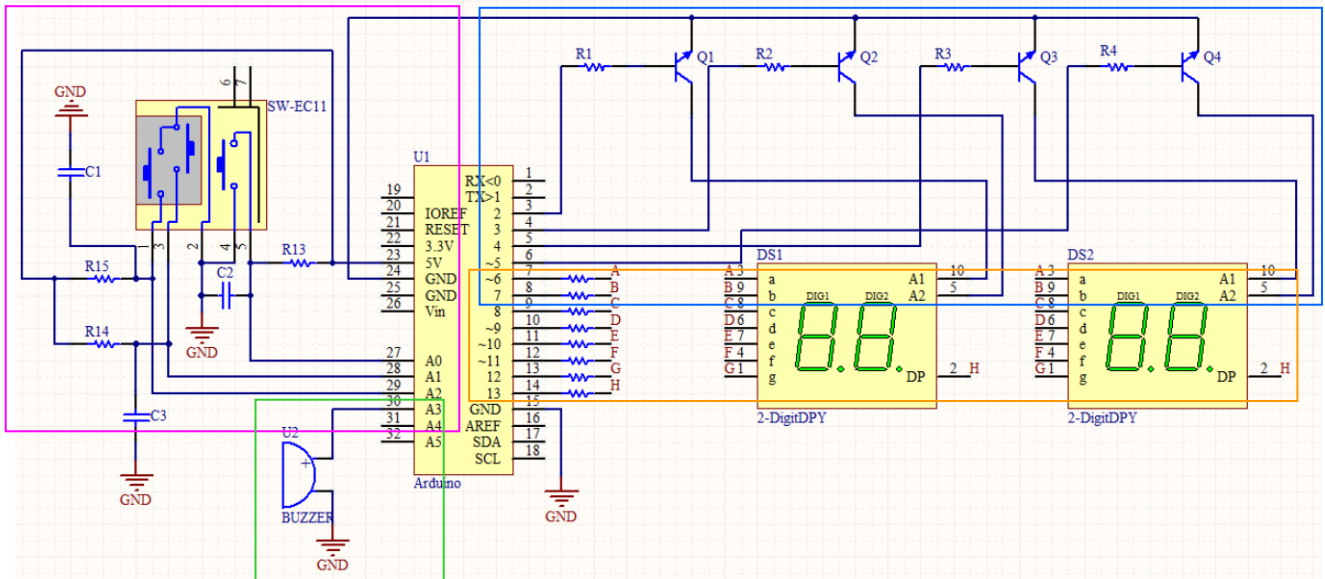 GND
C1
6
7
SW-EC11
1
3
2
4
5
R13
R15
C2
R14
GND
C3
GND
R1
Q1
R2
Q2
R3
Q3
R4
Q4
U1
19
20
21
22
23
24
25
26
27
28
29
30
31
32
IOREF
RESET
3.3V
5V
GND
GND
Vin
A0
A1
A2
A3
A4
A5
RX<0
TX>1
2
3
4
~5
~6
7
8
~9
~10
~11
12
13
GND
AREF
SDA
SCL
1
2
3
4
5
6
7
8
9
10
11
12
13
14
15
16
17
18
Arduino
A
B
C
D
E
F
G
H
GND
U2
+
BUZZER
GND
DS1
A 3 a
B 9 b
C 8 c
D 6 d
E 7 e
F 4 f
G 1 g
DIG1 DIG2
8.8.
A1 10
A2 5
DP 2 H
2-DigitDPY
DS2
A 3 a
B 9 b
C 8 c
D 6 d
E 7 e
F 4 f
G 1 g
DIG1 DIG2
8.8.
A1 10
A2 5
DP 2 H
2-DigitDPY